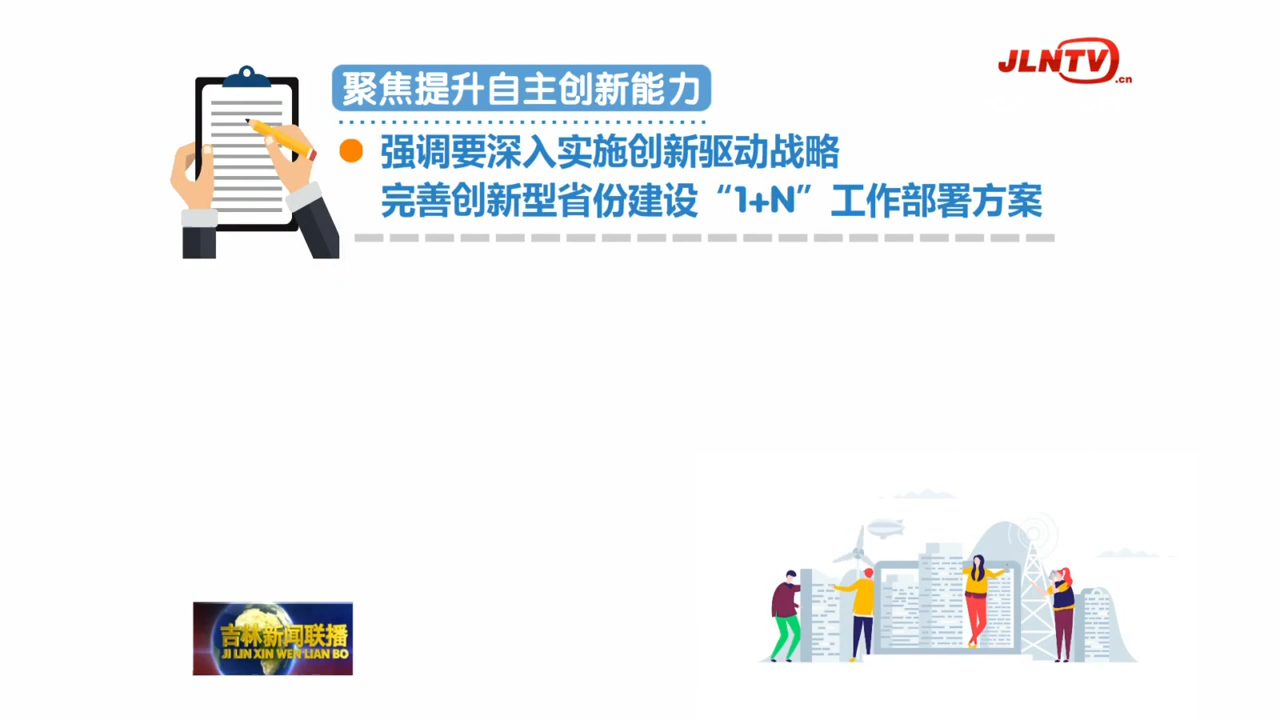 JLNTV.cn
聚焦提升自主创新能力
强调要深入实施创新驱动战略
完善创新型省份建设“1+N”工作部署方案
吉林新闻联播
JI LIN XIN WEN LIAN BO